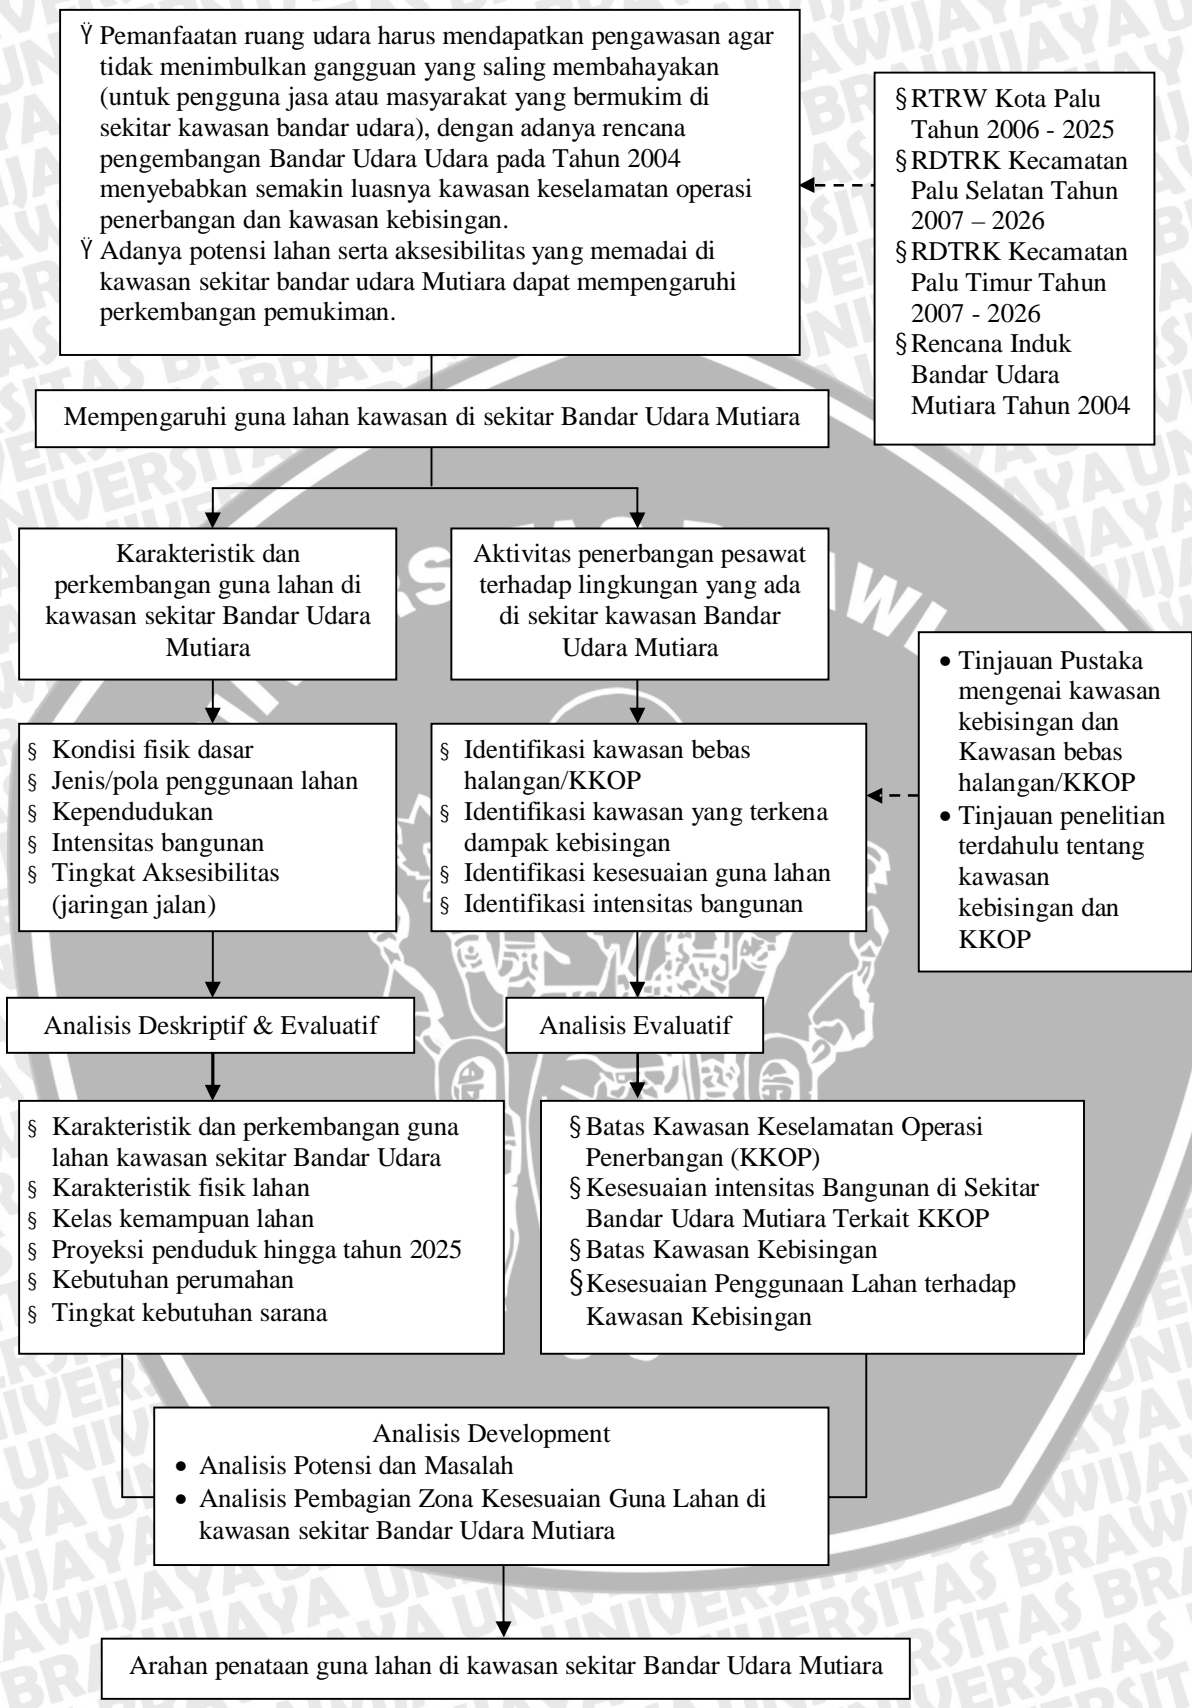 Ÿ Pemanfaatan ruang udara harus mendapatkan pengawasan agar
tidak menimbulkan gangguan yang saling membahayakan
(untuk pengguna jasa atau masyarakat yang bermukim di
sekitar kawasan bandar udara), dengan adanya rencana
pengembangan Bandar Udara Udara pada Tahun 2004
menyebabkan semakin luasnya kawasan keselamatan operasi
penerbangan dan kawasan kebisingan.
Ÿ Adanya potensi lahan serta aksesibilitas yang memadai di
kawasan sekitar bandar udara Mutiara dapat mempengaruhi
perkembangan pemukiman.
§ RTRW Kota Palu
Tahun 2006 - 2025
§ RDTRK Kecamatan
Palu Selatan Tahun
2007 – 2026
§ RDTRK Kecamatan
Palu Timur Tahun
2007 - 2026
§ Rencana Induk
Bandar Udara
Mutiara Tahun 2004
Mempengaruhi guna lahan kawasan di sekitar Bandar Udara Mutiara
Karakteristik dan
perkembangan guna lahan di
kawasan sekitar Bandar Udara
Mutiara
Aktivitas penerbangan pesawat
terhadap lingkungan yang ada
di sekitar kawasan Bandar
Udara Mutiara
• Tinjauan Pustaka
mengenai kawasan
kebisingan dan
Kawasan bebas
halangan/KKOP
• Tinjauan penelitian
terdahulu tentang
kawasan
kebisingan dan
KKOP
§ Kondisi fisik dasar
§ Jenis/pola penggunaan lahan
§ Kependudukan
§ Intensitas bangunan
§ Tingkat Aksesibilitas
(jaringan jalan)
§ Identifikasi kawasan bebas
halangan/KKOP
§ Identifikasi kawasan yang terkena
dampak kebisingan
§ Identifikasi kesesuaian guna lahan
§ Identifikasi intensitas bangunan
Analisis Deskriptif & Evaluatif
Analisis Evaluatif
§ Karakteristik dan perkembangan guna
lahan kawasan sekitar Bandar Udara
§ Karakteristik fisik lahan
§ Kelas kemampuan lahan
§ Proyeksi penduduk hingga tahun 2025
§ Kebutuhan perumahan
§ Tingkat kebutuhan sarana
§ Batas Kawasan Keselamatan Operasi
Penerbangan (KKOP)
§ Kesesuaian intensitas Bangunan di Sekitar
Bandar Udara Mutiara Terkait KKOP
§ Batas Kawasan Kebisingan
§ Kesesuaian Penggunaan Lahan terhadap
Kawasan Kebisingan
Analisis Development
• Analisis Potensi dan Masalah
• Analisis Pembagian Zona Kesesuaian Guna Lahan di
kawasan sekitar Bandar Udara Mutiara
Arahan penataan guna lahan di kawasan sekitar Bandar Udara Mutiara